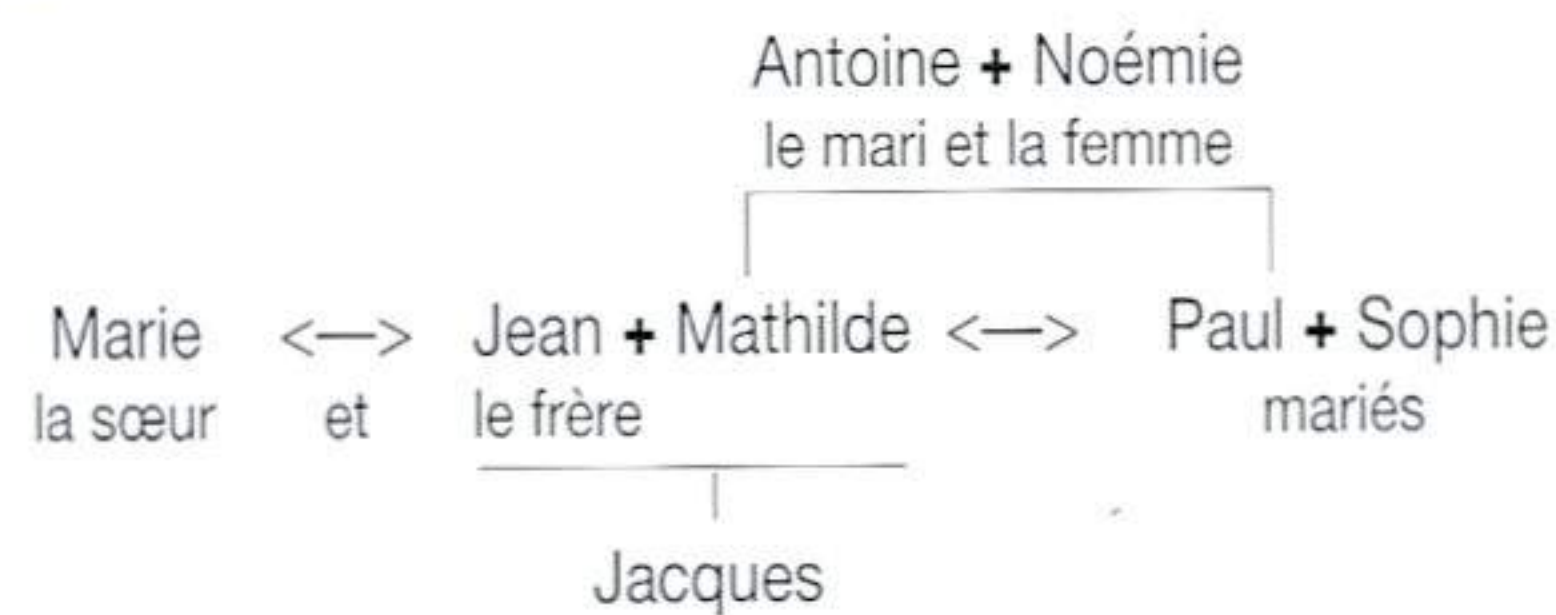 Antoine + Noémie
le mari et la femme
Marie <—> Jean + Mathilde <—> Paul + Sophie
la sœur et le frère mariés
Jacques